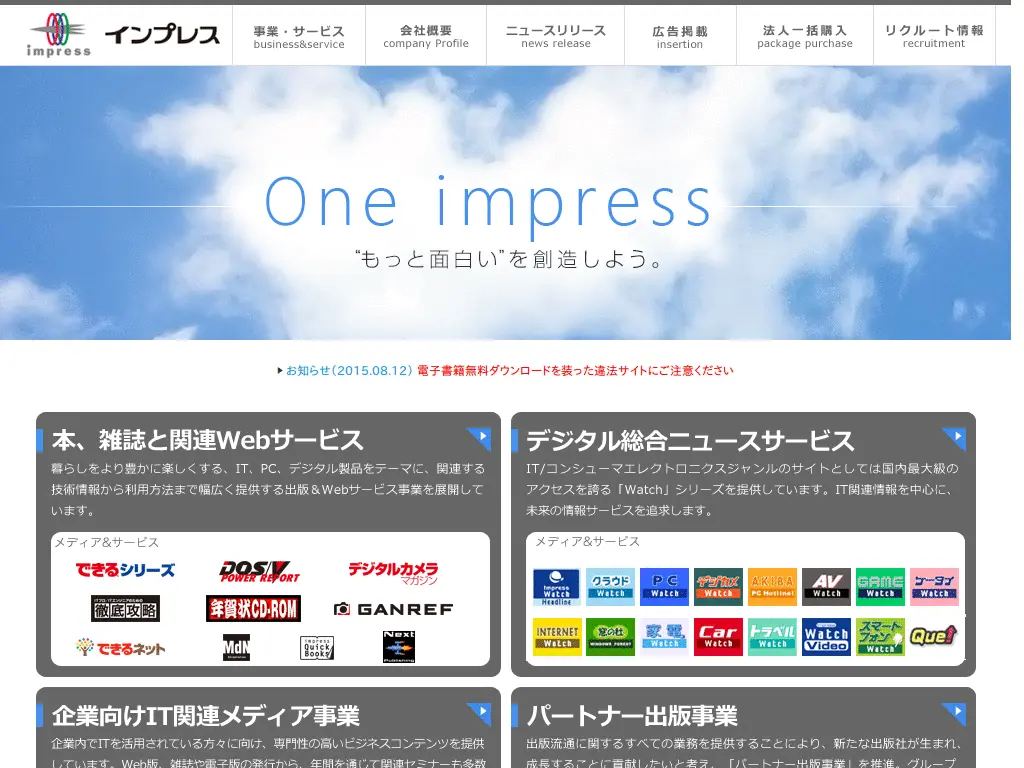 impress インプレス
事業・サービス
business&service
会社概要
company Profile
ニュースリリース
news release
広告掲載
insertion
法人一括購入
package purchase
リクルート情報
recruitment
One impress
“もっと面白い”を創造しよう。
お知らせ(2015.08.12) 電子書籍無料ダウンロードを装った違法サイトにご注意ください
本、雑誌と関連Webサービス
暮らしをより豊かに楽しくする、IT、PC、デジタル製品をテーマに、関連する
技術情報から利用方法まで幅広く提供する出版＆Webサービス事業を展開して
います。
メディア&サービス
できるシリーズ
DOS/V POWER REPORT
デジタルカメラ
マガジン
徹底攻略
年賀状CD-ROM
GANREF
できるネット
MdN
impress
Quick
Books
Next
Publishing
デジタル総合ニュースサービス
IT/コンシューマエレクトロニクスジャンルのサイトとしては国内最大級の
アクセスを誇る「Watch」シリーズを提供しています。IT関連情報を中心に、
未来の情報サービスを追求します。
メディア&サービス
Impress Watch Headline
クラウド Watch
PC Watch
デジカメ Watch
AKIBA PC Hotline!
AV Watch
GAME Watch
ケータイ Watch
INTERNET Watch
窓の杜 WINDOWS FOREST
家電 Watch
Car Watch
トラベル Watch
Watch Video
スマートフォン Watch
Que!
企業向けIT関連メディア事業
企業内でITを活用されている方々に向け、専門性の高いビジネスコンテンツを提供
しています。Web版、雑誌や電子版の発行から、年間を通じて関連セミナーも多数
パートナー出版事業
出版流通に関するすべての業務を提供することにより、新たな出版社が生まれ、
成長することに貢献したいと考え、「パートナー出版事業」を推進。グループ